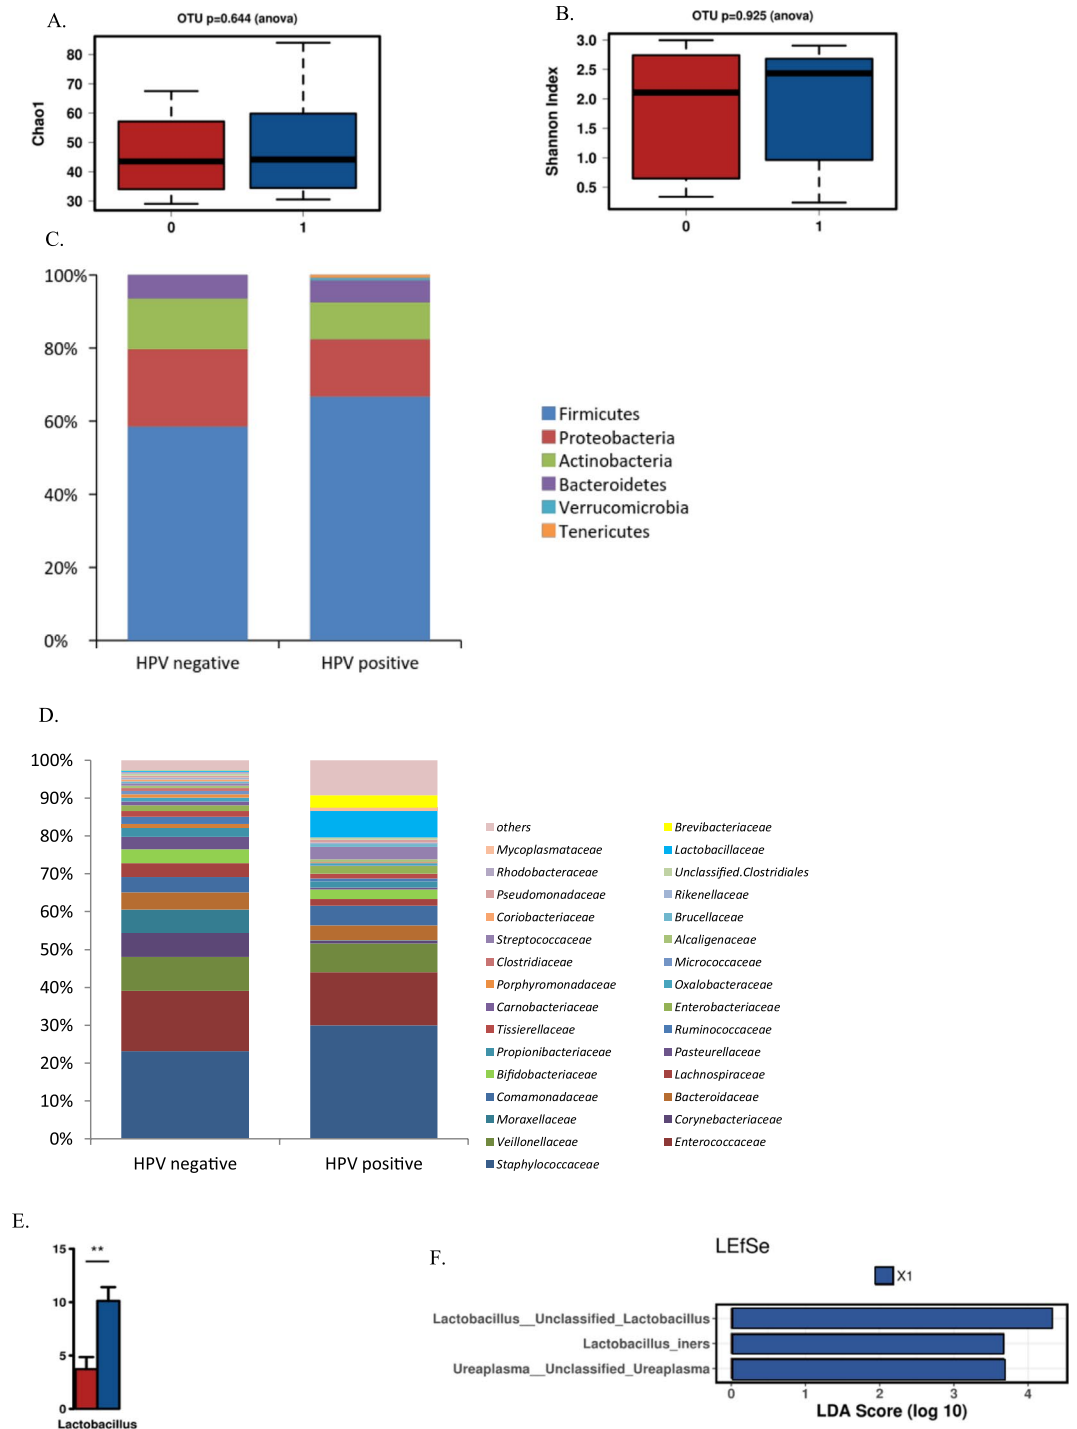 A.
OTU p=0.644 (anova)
Chao1
80
70
60
50
40
30
0
1
B.
OTU p=0.925 (anova)
Shannon Index
3.0
2.5
2.0
1.5
1.0
0.5
0
1
C.
100%
80%
60%
40%
20%
0%
HPV negative
HPV positive
Firmicutes
Proteobacteria
Actinobacteria
Bacteroidetes
Verrucomicrobia
Tenericutes
D.
100%
90%
80%
70%
60%
50%
40%
30%
20%
10%
0%
HPV negative
HPV positive
others
Brevibacteriaceae
Mycoplasmataceae
Lactobacillaceae
Rhodobacteraceae
Unclassified.Clostridiales
Pseudomonadaceae
Rikenellaceae
Coriobacteriaceae
Brucellaceae
Streptococcaceae
Alcaligenaceae
Clostridiaceae
Micrococcaceae
Porphyromonadaceae
Oxalobacteraceae
Carnobacteriaceae
Enterobacteriaceae
Tissierellaceae
Ruminococcaceae
Propionibacteriaceae
Pasteurellaceae
Bifidobacteriaceae
Lachnospiraceae
Comamonadaceae
Bacteroidaceae
Moraxellaceae
Corynebacteriaceae
Veillonellaceae
Enterococcaceae
Staphylococcaceae
E.
15
10
5
0
**
Lactobacillus
F.
LEfSe
X1
Lactobacillus__Unclassified_Lactobacillus
Lactobacillus_iners
Ureaplasma__Unclassified_Ureaplasma
0
1
2
3
4
LDA Score (log 10)